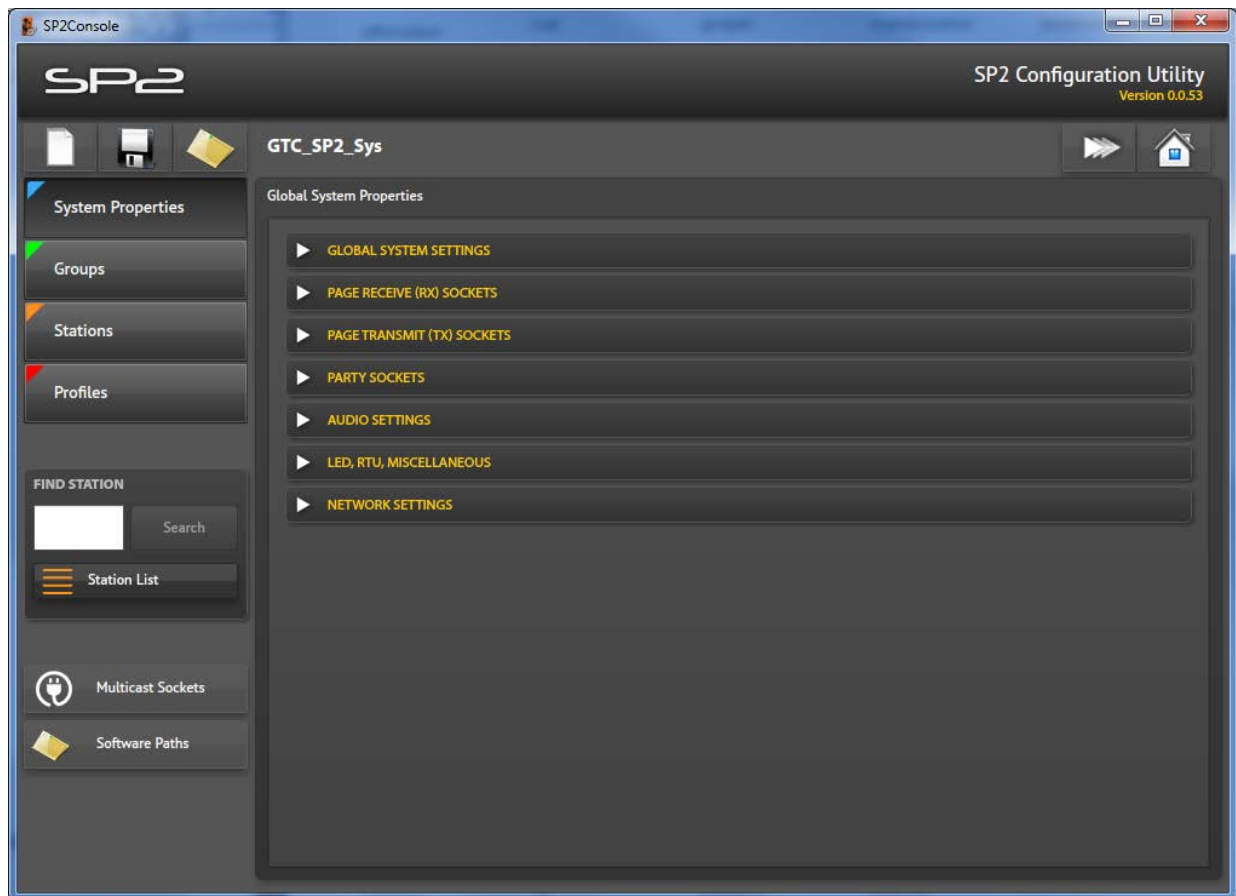 SP2Console
SP2
SP2 Configuration Utility
Version 0.0.53
GTC_SP2_Sys
System Properties
Groups
Stations
Profiles
FIND STATION
Search
Station List
Multicast Sockets
Software Paths
Global System Properties
GLOBAL SYSTEM SETTINGS
PAGE RECEIVE (RX) SOCKETS
PAGE TRANSMIT (TX) SOCKETS
PARTY SOCKETS
AUDIO SETTINGS
LED, RTU, MISCELLANEOUS
NETWORK SETTINGS